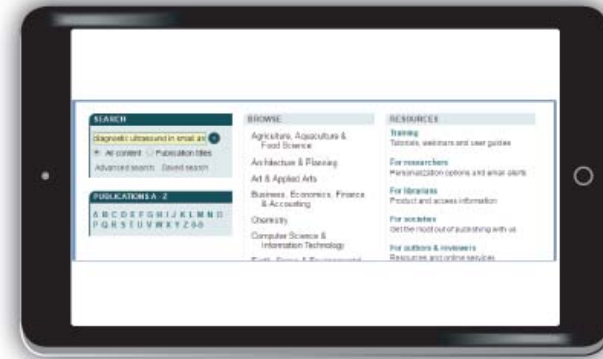 SEARCH
diagnostic ultrasound in small an
All content Publication titles
Advanced search Saved search
PUBLICATIONS A - Z
A B C D E F G H I J K L M N O
P Q R S T U V W X Y Z 0-9
BROWSE
Agriculture, Aquaculture &
Food Science
Architecture & Planning
Art & Applied Arts
Business, Economics, Finance
& Accounting
Chemistry
Computer Science &
Information Technology
Earth, Space & Environmental
RESOURCES
Training
Tutorials, webinars and user guides
For researchers
Personalization options and email alerts
For librarians
Product and access information
For societies
Get the most out of publishing with us
For authors & reviewers
Resources and online services